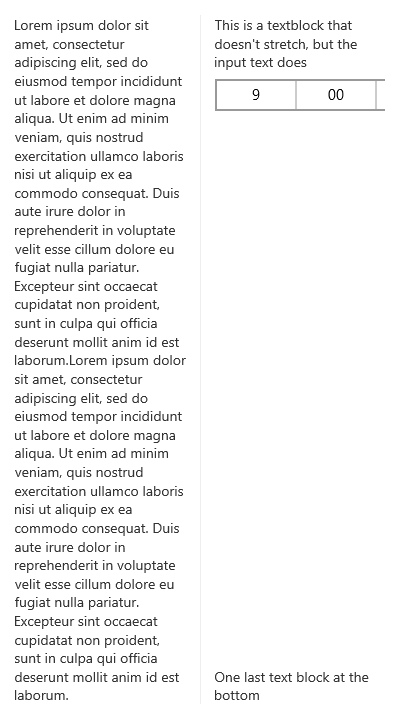 Lorem ipsum dolor sit
amet, consectetur
adipiscing elit, sed do
eiusmod tempor incididunt
ut labore et dolore magna
aliqua. Ut enim ad minim
veniam, quis nostrud
exercitation ullamco laboris
nisi ut aliquip ex ea
commodo consequat. Duis
aute irure dolor in
reprehenderit in voluptate
velit esse cillum dolore eu
fugiat nulla pariatur.
Excepteur sint occaecat
cupidatat non proident,
sunt in culpa qui officia
deserunt mollit anim id est
laborum.Lorem ipsum dolor
sit amet, consectetur
adipiscing elit, sed do
eiusmod tempor incididunt
ut labore et dolore magna
aliqua. Ut enim ad minim
veniam, quis nostrud
exercitation ullamco laboris
nisi ut aliquip ex ea
commodo consequat. Duis
aute irure dolor in
reprehenderit in voluptate
velit esse cillum dolore eu
fugiat nulla pariatur.
Excepteur sint occaecat
cupidatat non proident,
sunt in culpa qui officia
deserunt mollit anim id est
laborum.
This is a textblock that
doesn't stretch, but the
input text does
9 00
One last text block at the
bottom